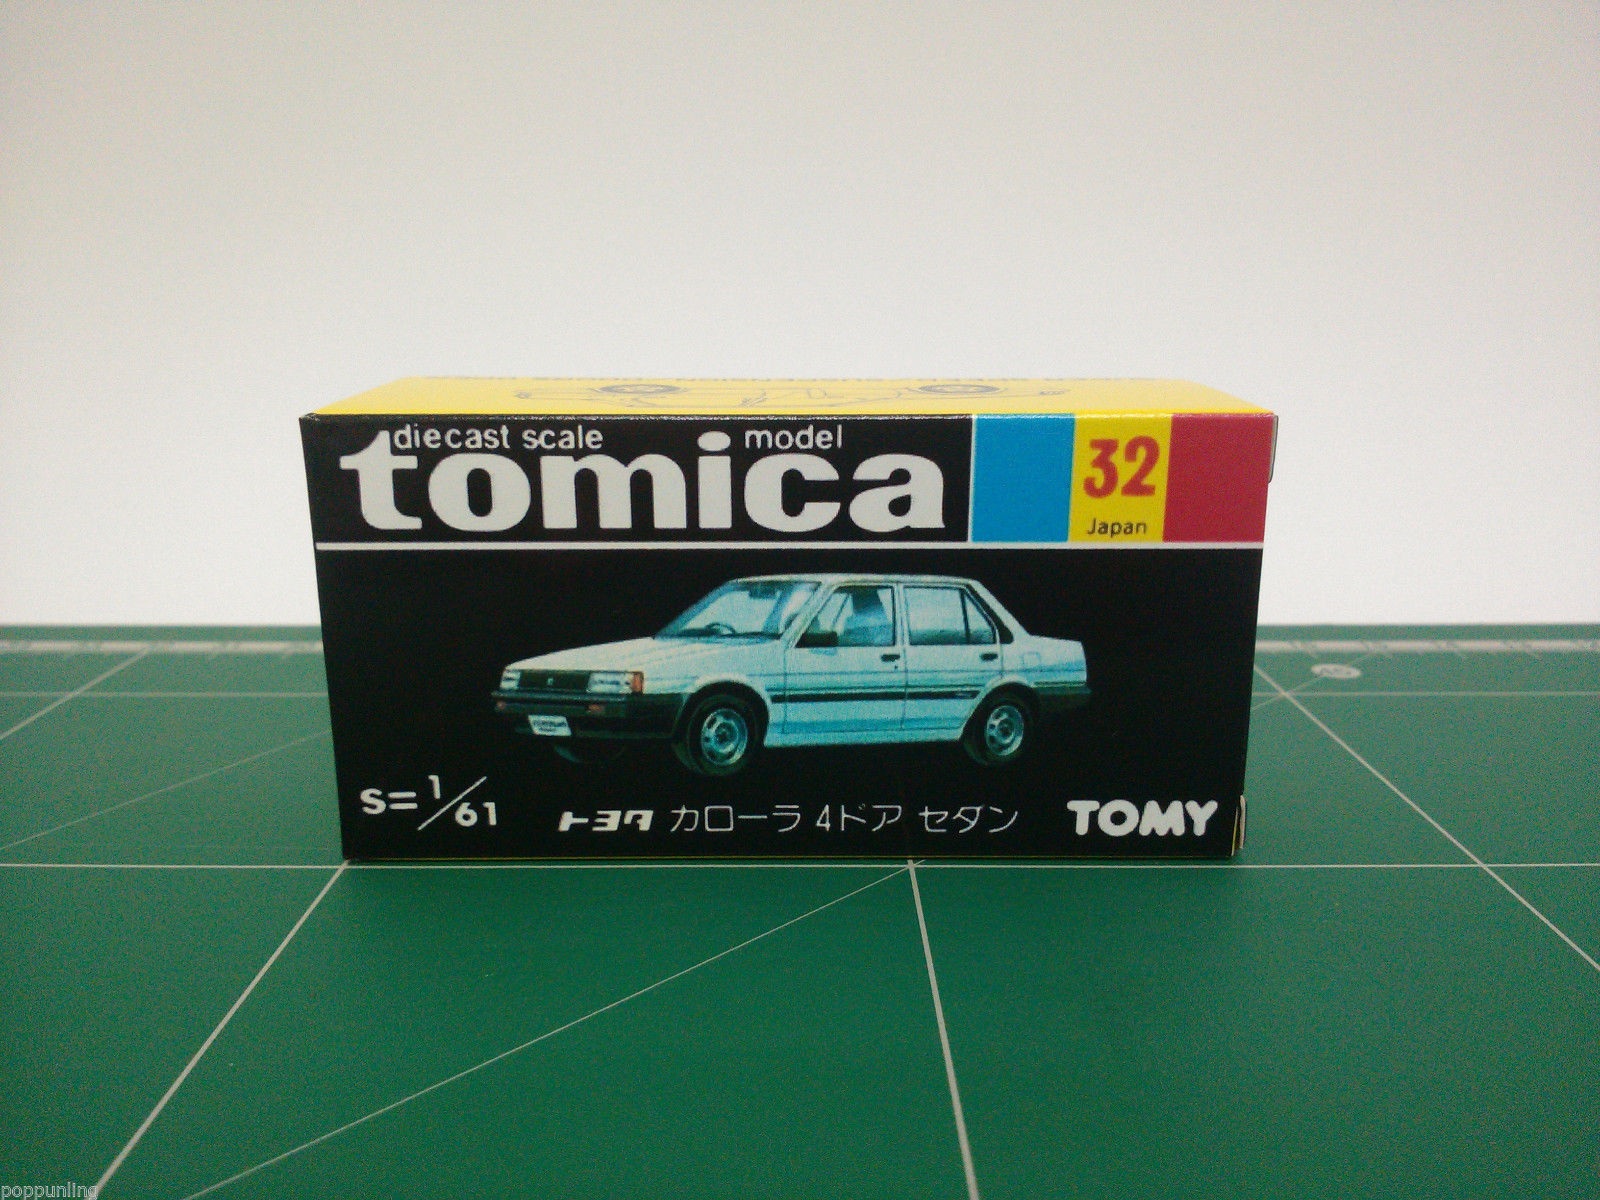 diecast scale model
tomica
32
Japan
S=1/61
トヨタ カローラ 4ドア セダン
TOMY
poppunling